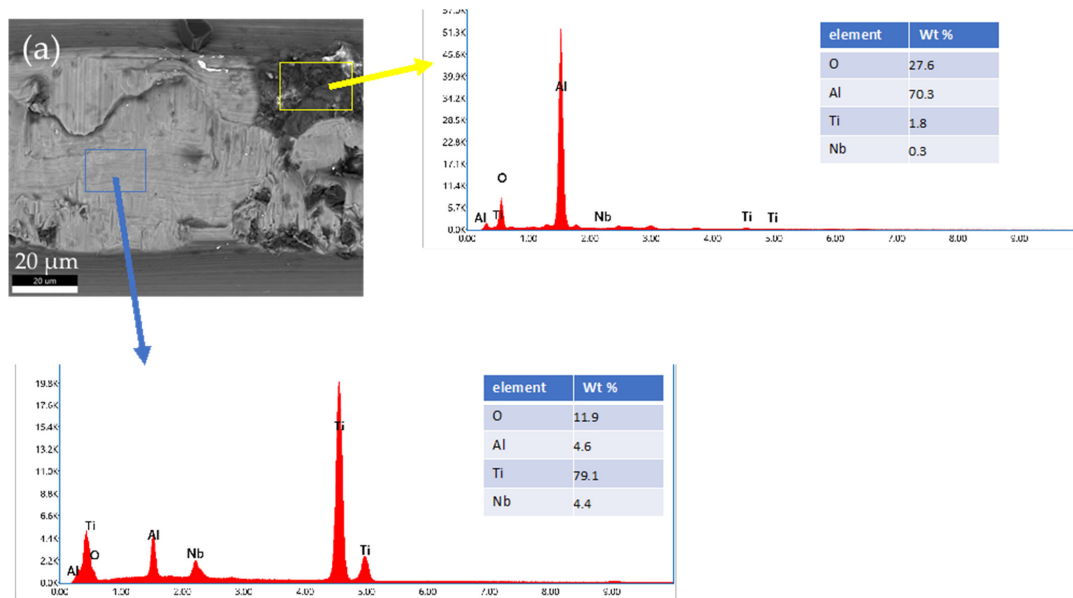 (a)
20 µm
20 um
57.0K
51.3K
45.6K
39.9K
34.2K
28.5K
22.8K
17.1K
11.4K
5.7K
0.0K
Al
O
Al T
Nb
Ti Ti
0.00 1.00 2.00 3.00 4.00 5.00 6.00 7.00 8.00 9.00
element Wt %
O 27.6
Al 70.3
Ti 1.8
Nb 0.3
19.8K
17.6K
15.4K
13.2K
11.0K
8.8K
6.6K
4.4K
2.2K
0.0K
Ti
Ti
Al
O
Nb
Ti
Al
0.00 1.00 2.00 3.00 4.00 5.00 6.00 7.00 8.00 9.00
element Wt %
O 11.9
Al 4.6
Ti 79.1
Nb 4.4